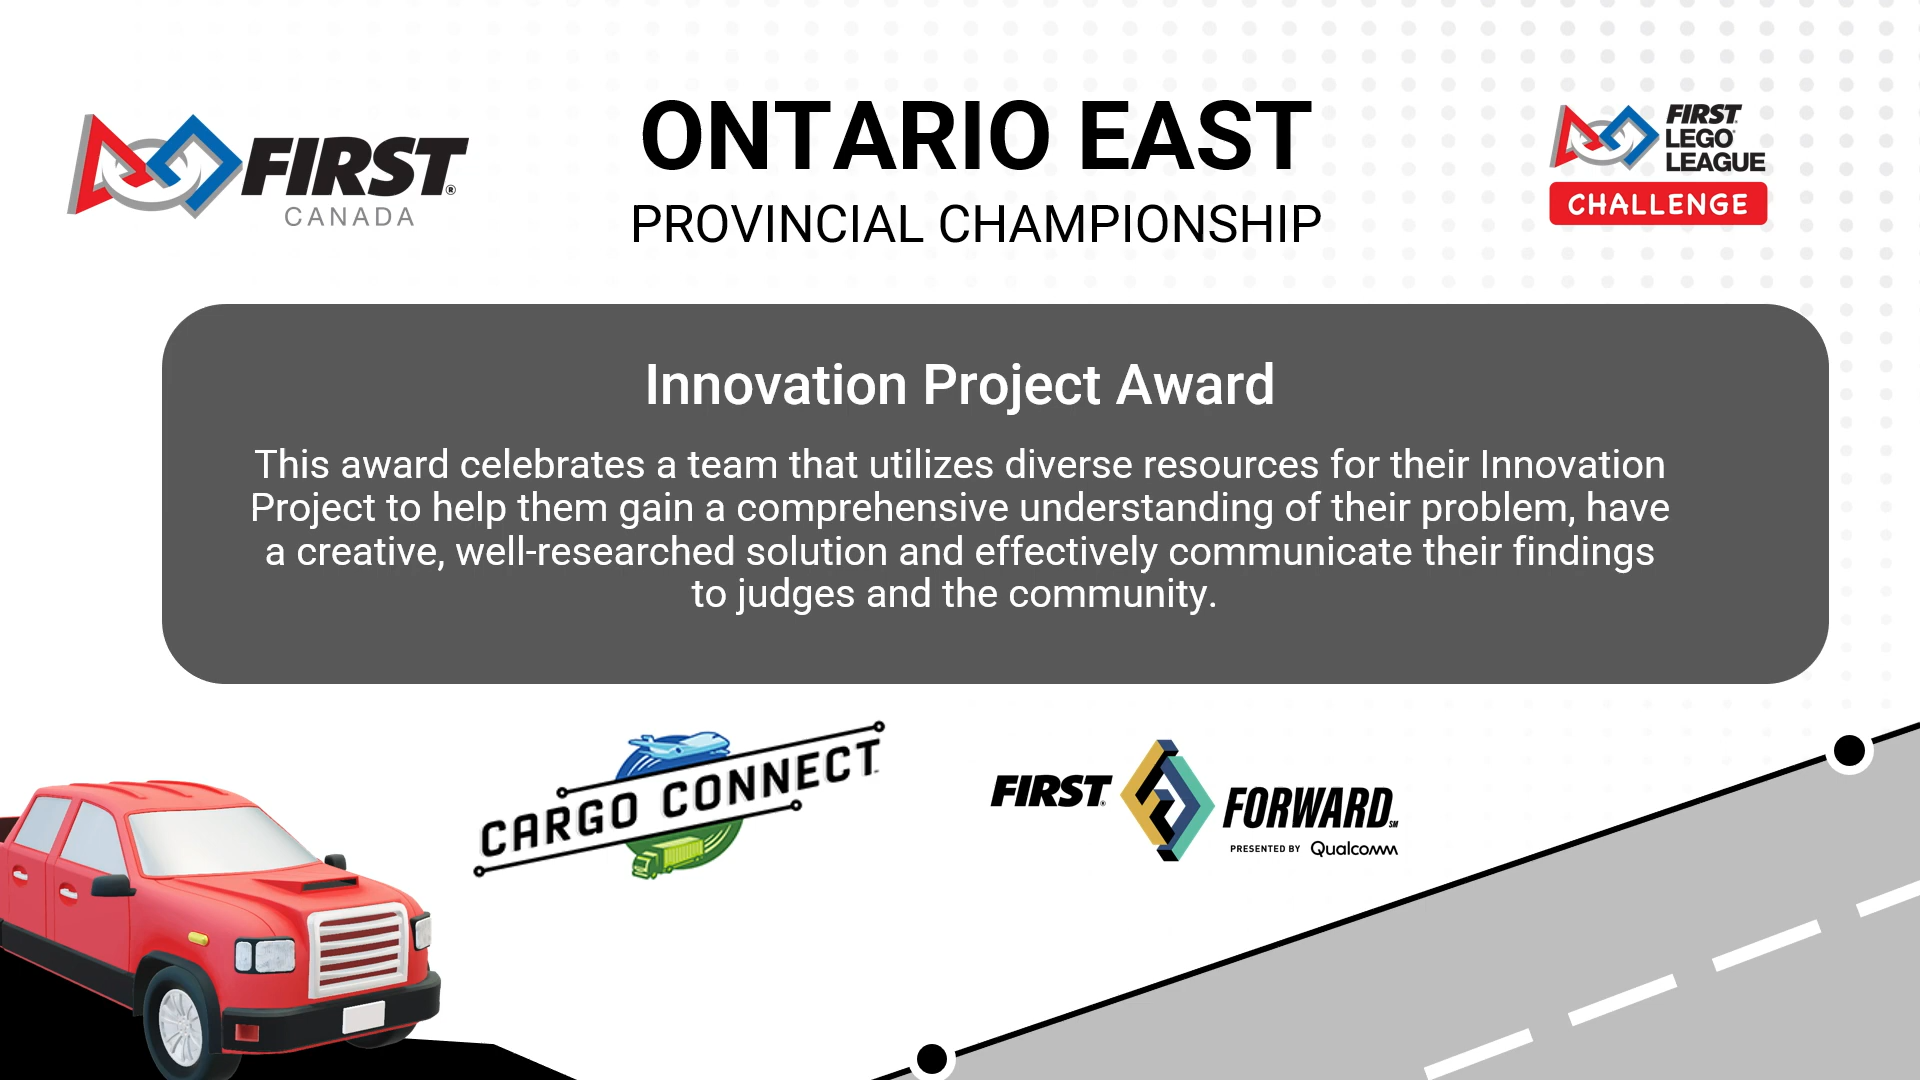 FIRST®
CANADA
ONTARIO EAST
PROVINCIAL CHAMPIONSHIP
FIRST®
LEGO®
LEAGUE
CHALLENGE
Innovation Project Award
This award celebrates a team that utilizes diverse resources for their Innovation
Project to help them gain a comprehensive understanding of their problem, have
a creative, well-researched solution and effectively communicate their findings
to judges and the community.
CARGO CONNECT℠
FIRST®
FORWARD℠
PRESENTED BY Qualcomm